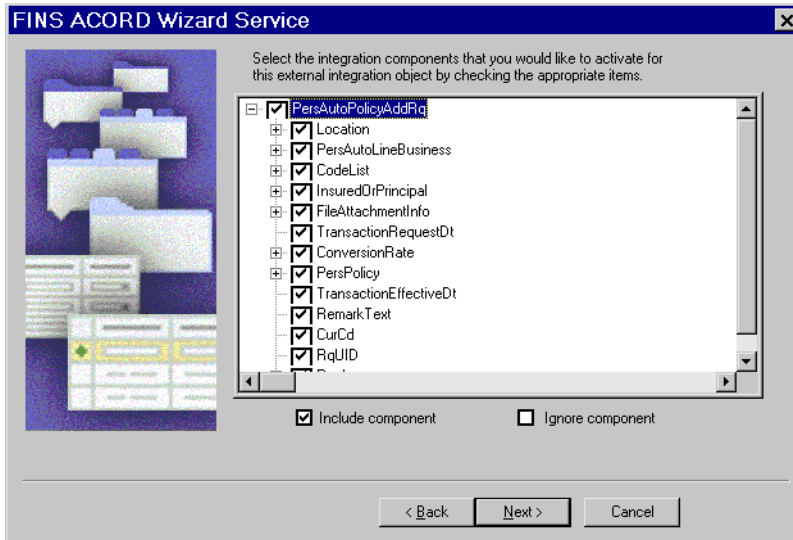 FINS ACORD Wizard Service
Select the integration components that you would like to activate for
this external integration object by checking the appropriate items.
PersAutoPolicyAddRq
Location
PersAutoLineBusiness
CodeList
InsuredOrPrincipal
FileAttachmentInfo
TransactionRequestDt
ConversionRate
PersPolicy
TransactionEffectiveDt
RemarkText
CurCd
RqUID
Include component Ignore component
< Back Next > Cancel